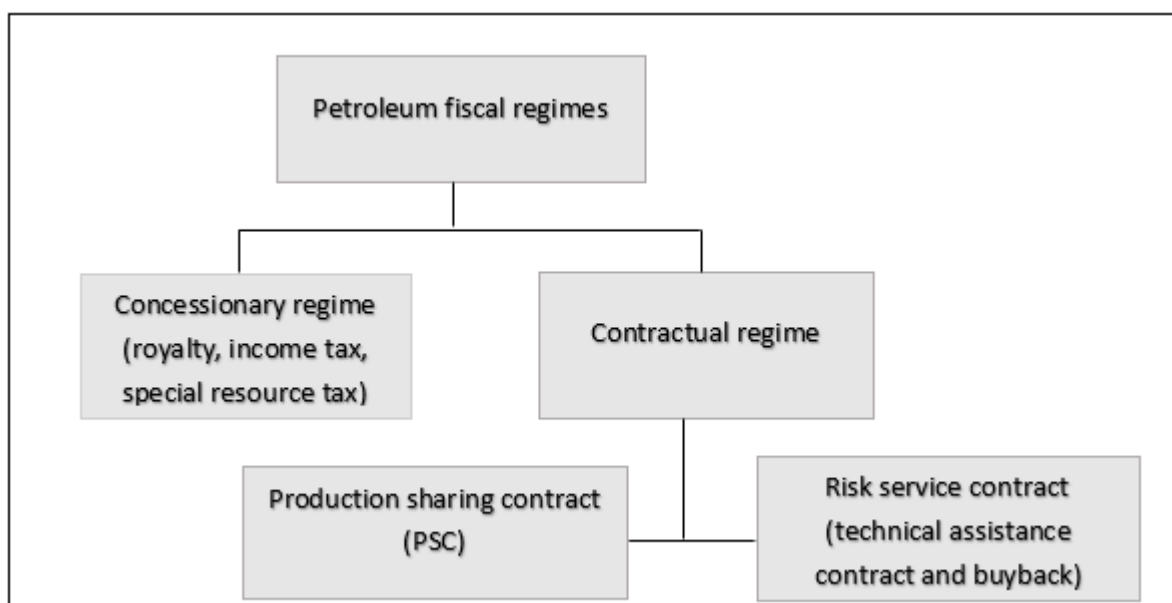 Petroleum fiscal regimes
Concessionary regime
(royalty, income tax,
special resource tax)
Contractual regime
Production sharing contract
(PSC)
Risk service contract
(technical assistance
contract and buyback)